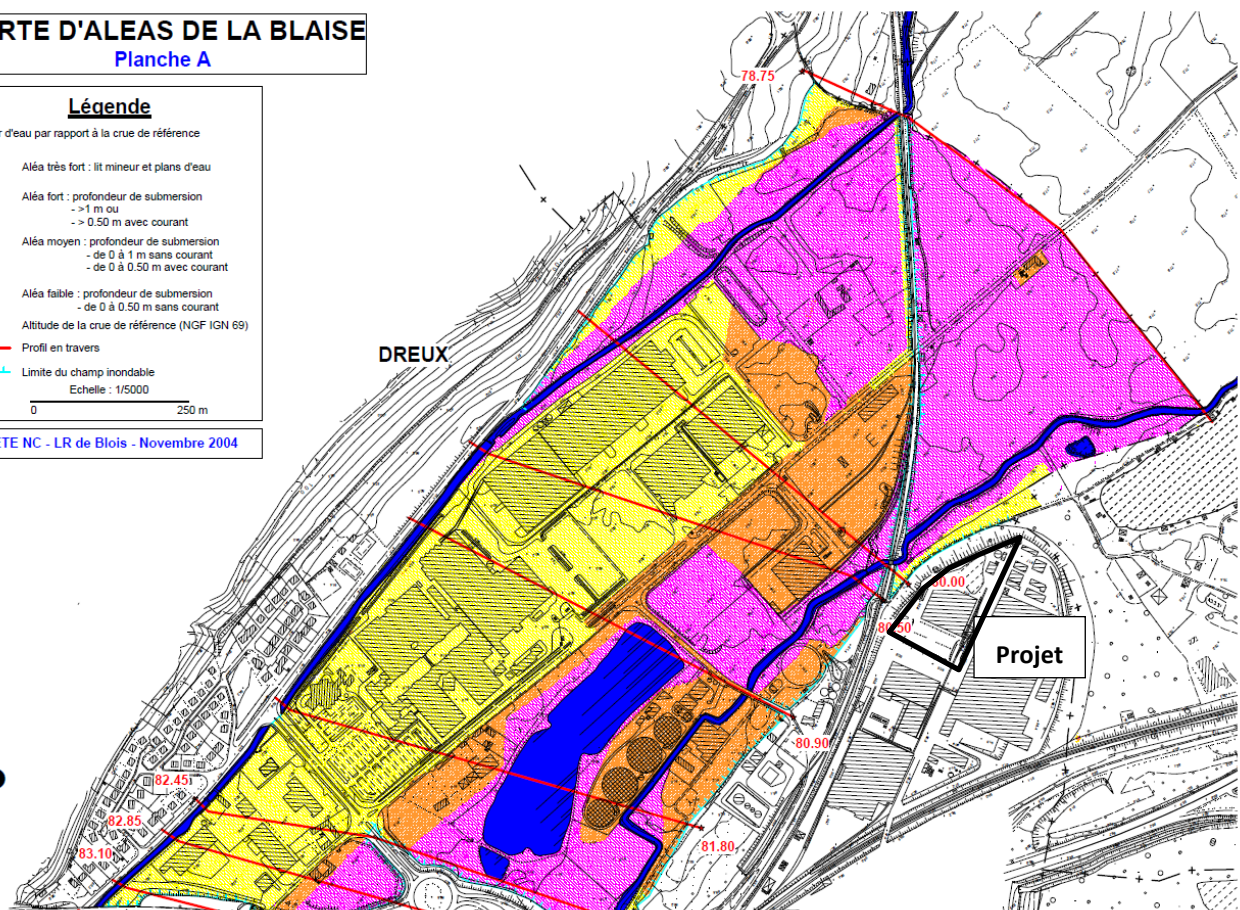 RTE D'ALEAS DE LA BLAISE
Planche A
Légende
r d'eau par rapport à la crue de référence
Aléa très fort : lit mineur et plans d'eau
Aléa fort : profondeur de submersion
- >1 m ou
- > 0.50 m avec courant
Aléa moyen : profondeur de submersion
- de 0 à 1 m sans courant
- de 0 à 0.50 m avec courant
Aléa faible : profondeur de submersion
- de 0 à 0.50 m sans courant
Altitude de la crue de référence (NGF IGN 69)
Profil en travers
Limite du champ inondable
Echelle : 1/5000
0 250 m
ETE NC - LR de Blois - Novembre 2004
78.75
DREUX
80.00
80.50
Projet
80.90
82.45
82.85
81.80
83.10